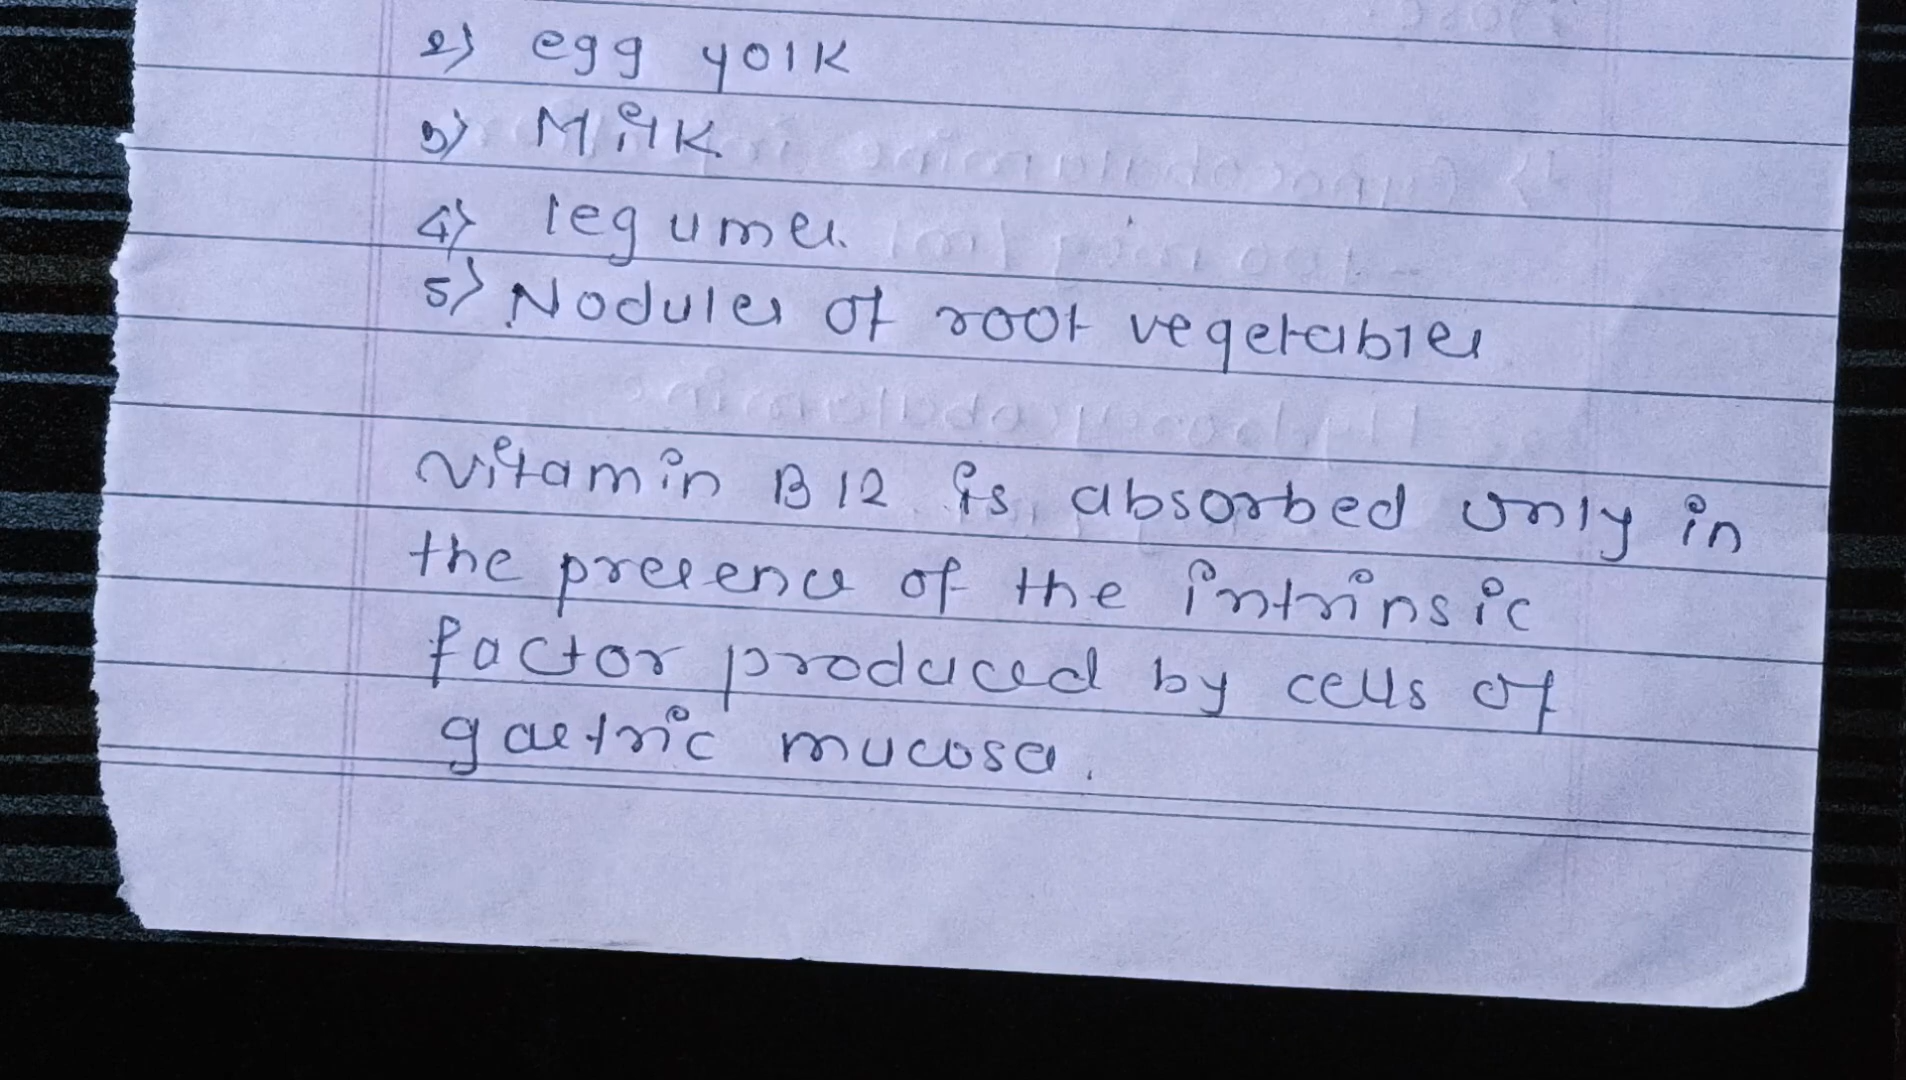 2) egg yolk
3) Milk
4) legumes
5) Nodules of root vegetables
vitamin B12 is absorbed only in
the presence of the intrinsic
factor produced by cells of
gastric mucosa.